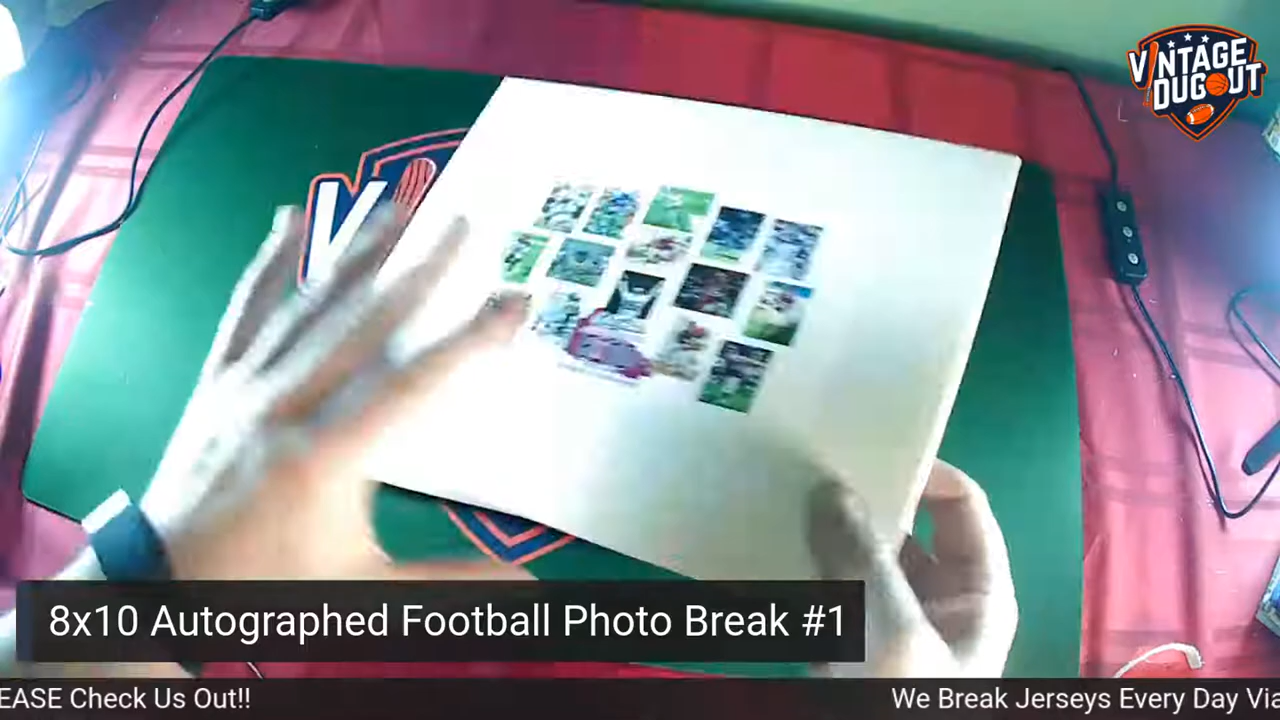 VINTAGE
DUGOUT
V
8x10 Autographed Football Photo Break #1
EASE Check Us Out!!
We Break Jerseys Every Day Via